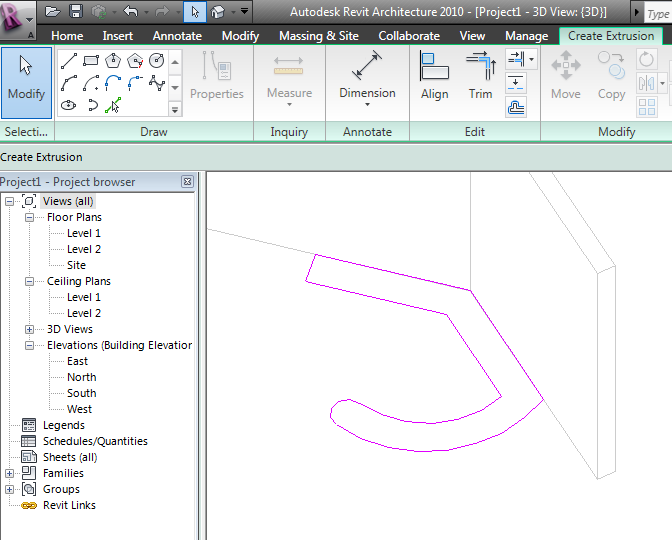 Autodesk Revit Architecture 2010 - [Project1 - 3D View: {3D}]
Type
Home Insert Annotate Modify Massing & Site Collaborate View Manage Create Extrusion
Modify Properties Measure Dimension Align Trim Move Copy
Selecti... Draw Inquiry Annotate Edit Modify
Create Extrusion
Project1 - Project browser
Views (all)
Floor Plans
Level 1
Level 2
Site
Ceiling Plans
Level 1
Level 2
3D Views
Elevations (Building Elevation
East
North
South
West
Legends
Schedules/Quantities
Sheets (all)
Families
Groups
Revit Links